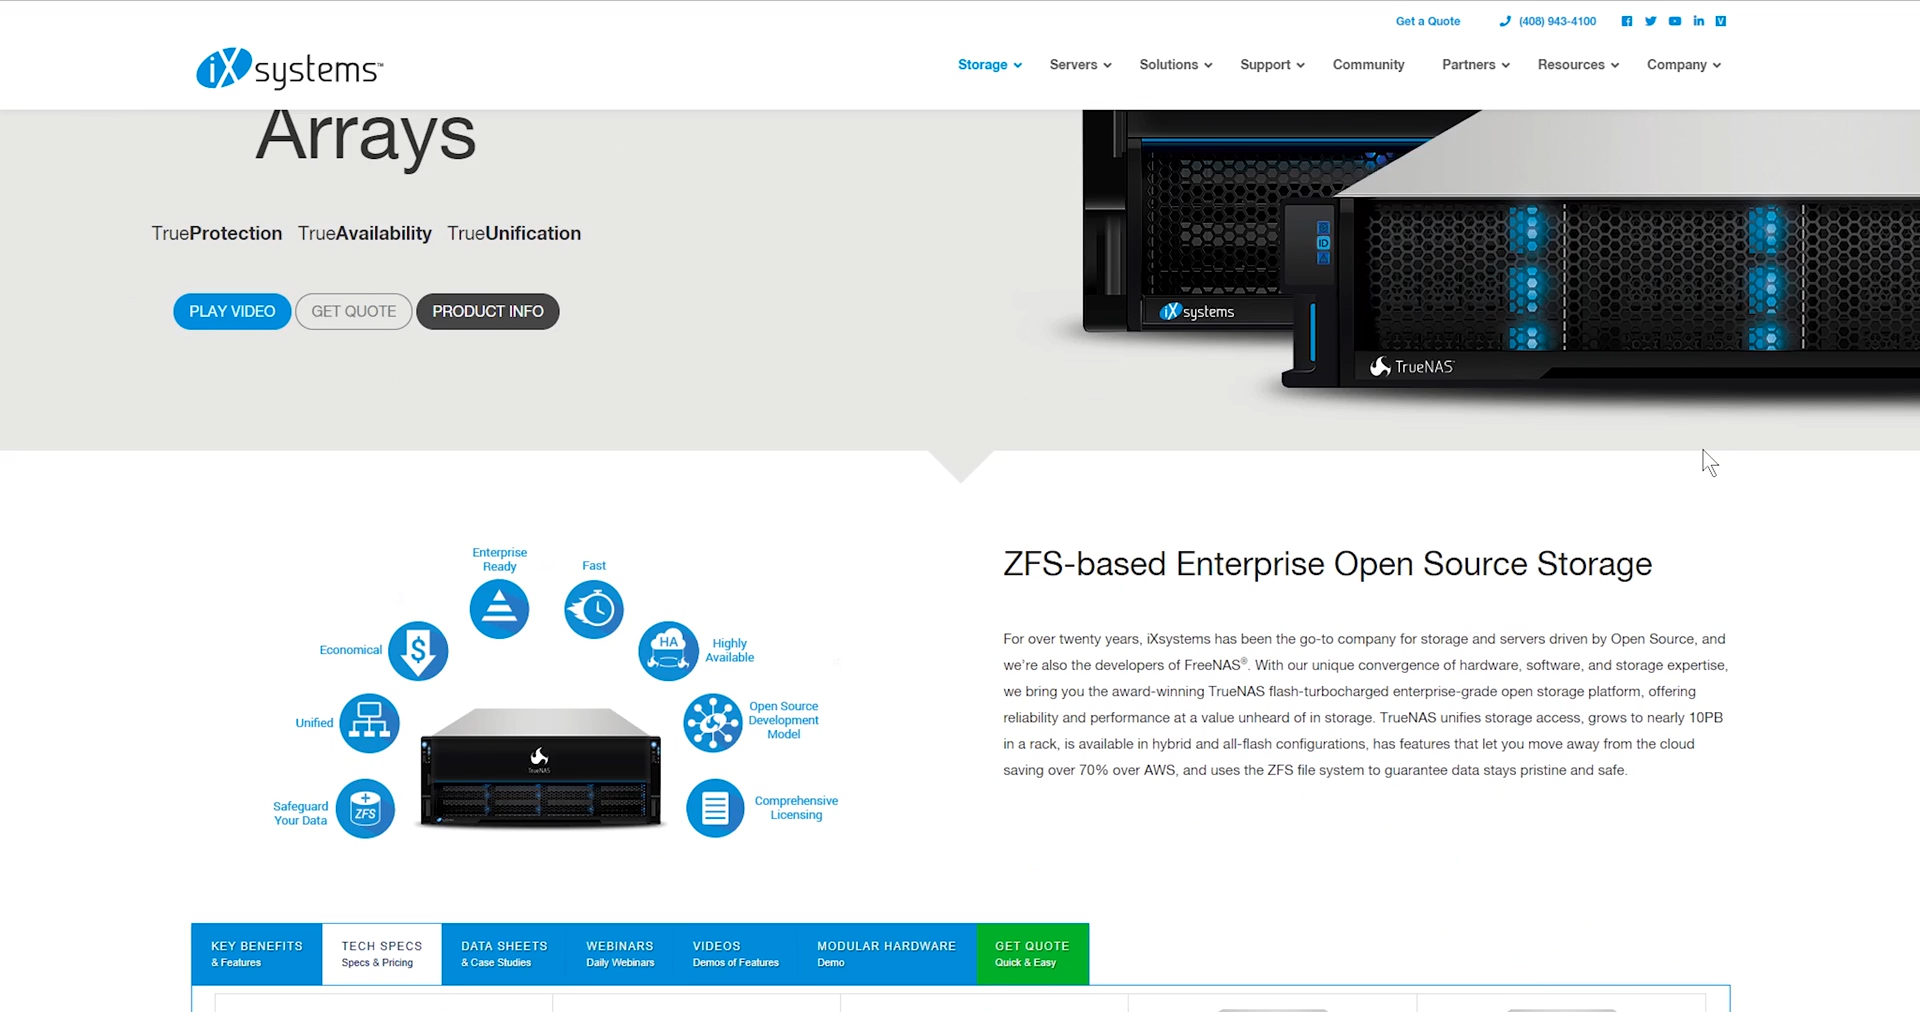 Get a Quote
(408) 943-4100
iXsystems™
Storage
Servers
Solutions
Support
Community
Partners
Resources
Company
Arrays
TrueProtection TrueAvailability TrueUnification
PLAY VIDEO
GET QUOTE
PRODUCT INFO
ID
iXsystems
TrueNAS
Enterprise
Ready
Fast
Economical
$
HA
Highly
Available
Unified
Open Source
Development
Model
TrueNAS
Safeguard
Your Data
ZFS
Comprehensive
Licensing
ZFS-based Enterprise Open Source Storage
For over twenty years, iXsystems has been the go-to company for storage and servers driven by Open Source, and
we're also the developers of FreeNAS®. With our unique convergence of hardware, software, and storage expertise,
we bring you the award-winning TrueNAS flash-turbocharged enterprise-grade open storage platform, offering
reliability and performance at a value unheard of in storage. TrueNAS unifies storage access, grows to nearly 10PB
in a rack, is available in hybrid and all-flash configurations, has features that let you move away from the cloud
saving over 70% over AWS, and uses the ZFS file system to guarantee data stays pristine and safe.
KEY BENEFITS
& Features
TECH SPECS
Specs & Pricing
DATA SHEETS
& Case Studies
WEBINARS
Daily Webinars
VIDEOS
Demos of Features
MODULAR HARDWARE
Demo
GET QUOTE
Quick & Easy